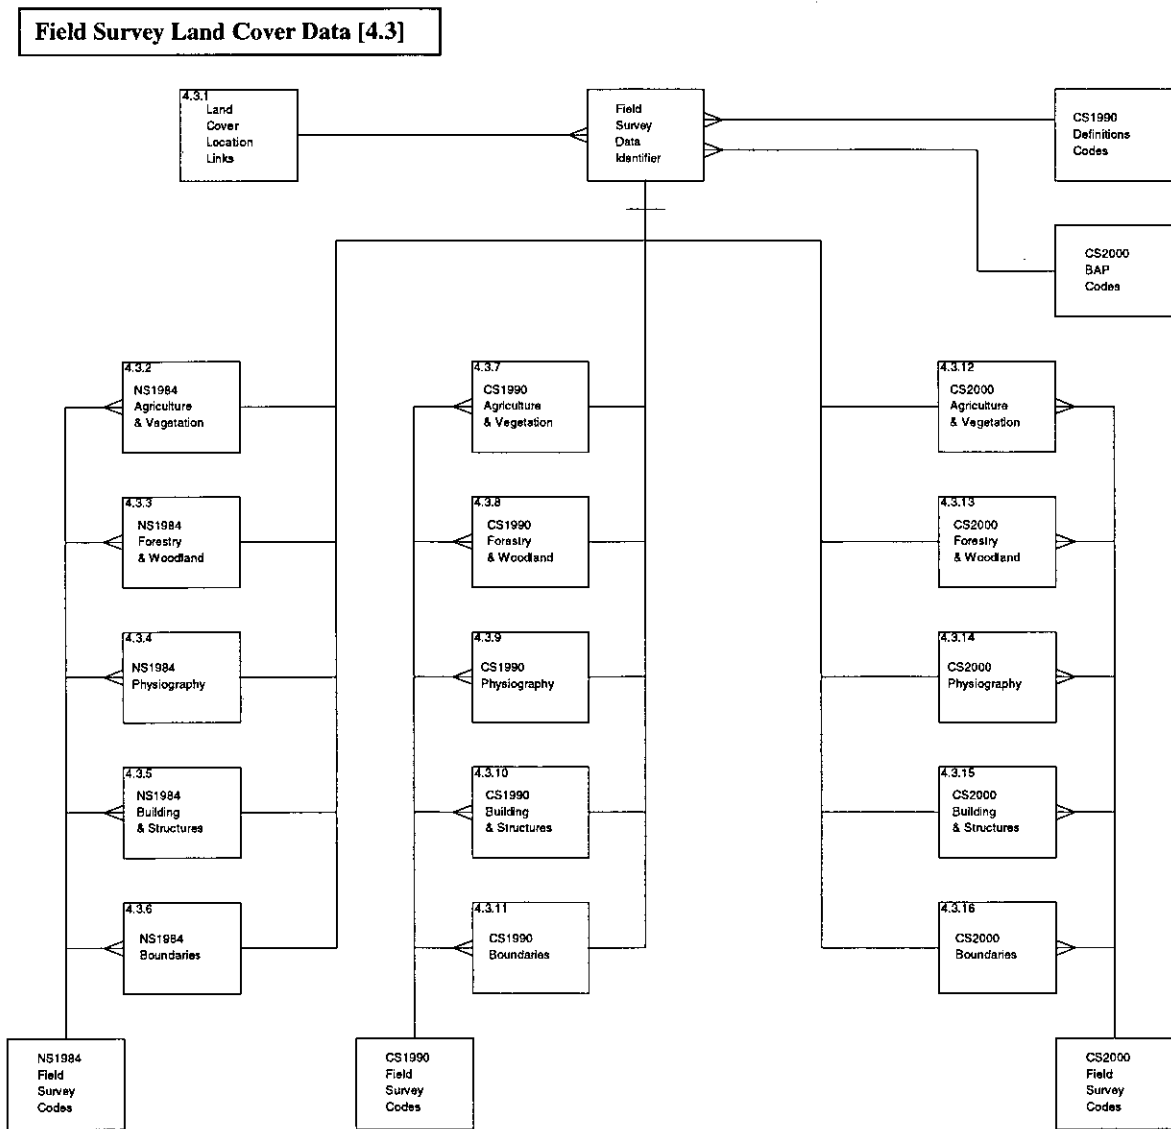 Field Survey Land Cover Data [4.3]
4.3.1
Land
Cover
Location
Links
Field
Survey
Data
Identifier
CS1990
Definitions
Codes
CS2000
BAP
Codes
4.3.2
NS1984
Agriculture
& Vegetation
4.3.7
CS1990
Agriculture
& Vegetation
4.3.12
CS2000
Agriculture
& Vegetation
4.3.3
NS1984
Forestry
& Woodland
4.3.8
CS1990
Forestry
& Woodland
4.3.13
CS2000
Forestry
& Woodland
4.3.4
NS1984
Physiography
4.3.9
CS1990
Physiography
4.3.14
CS2000
Physiography
4.3.5
NS1984
Building
& Structures
4.3.10
CS1990
Building
& Structures
4.3.15
CS2000
Building
& Structures
4.3.6
NS1984
Boundaries
4.3.11
CS1990
Boundaries
4.3.16
CS2000
Boundaries
NS1984
Field
Survey
Codes
CS1990
Field
Survey
Codes
CS2000
Field
Survey
Codes